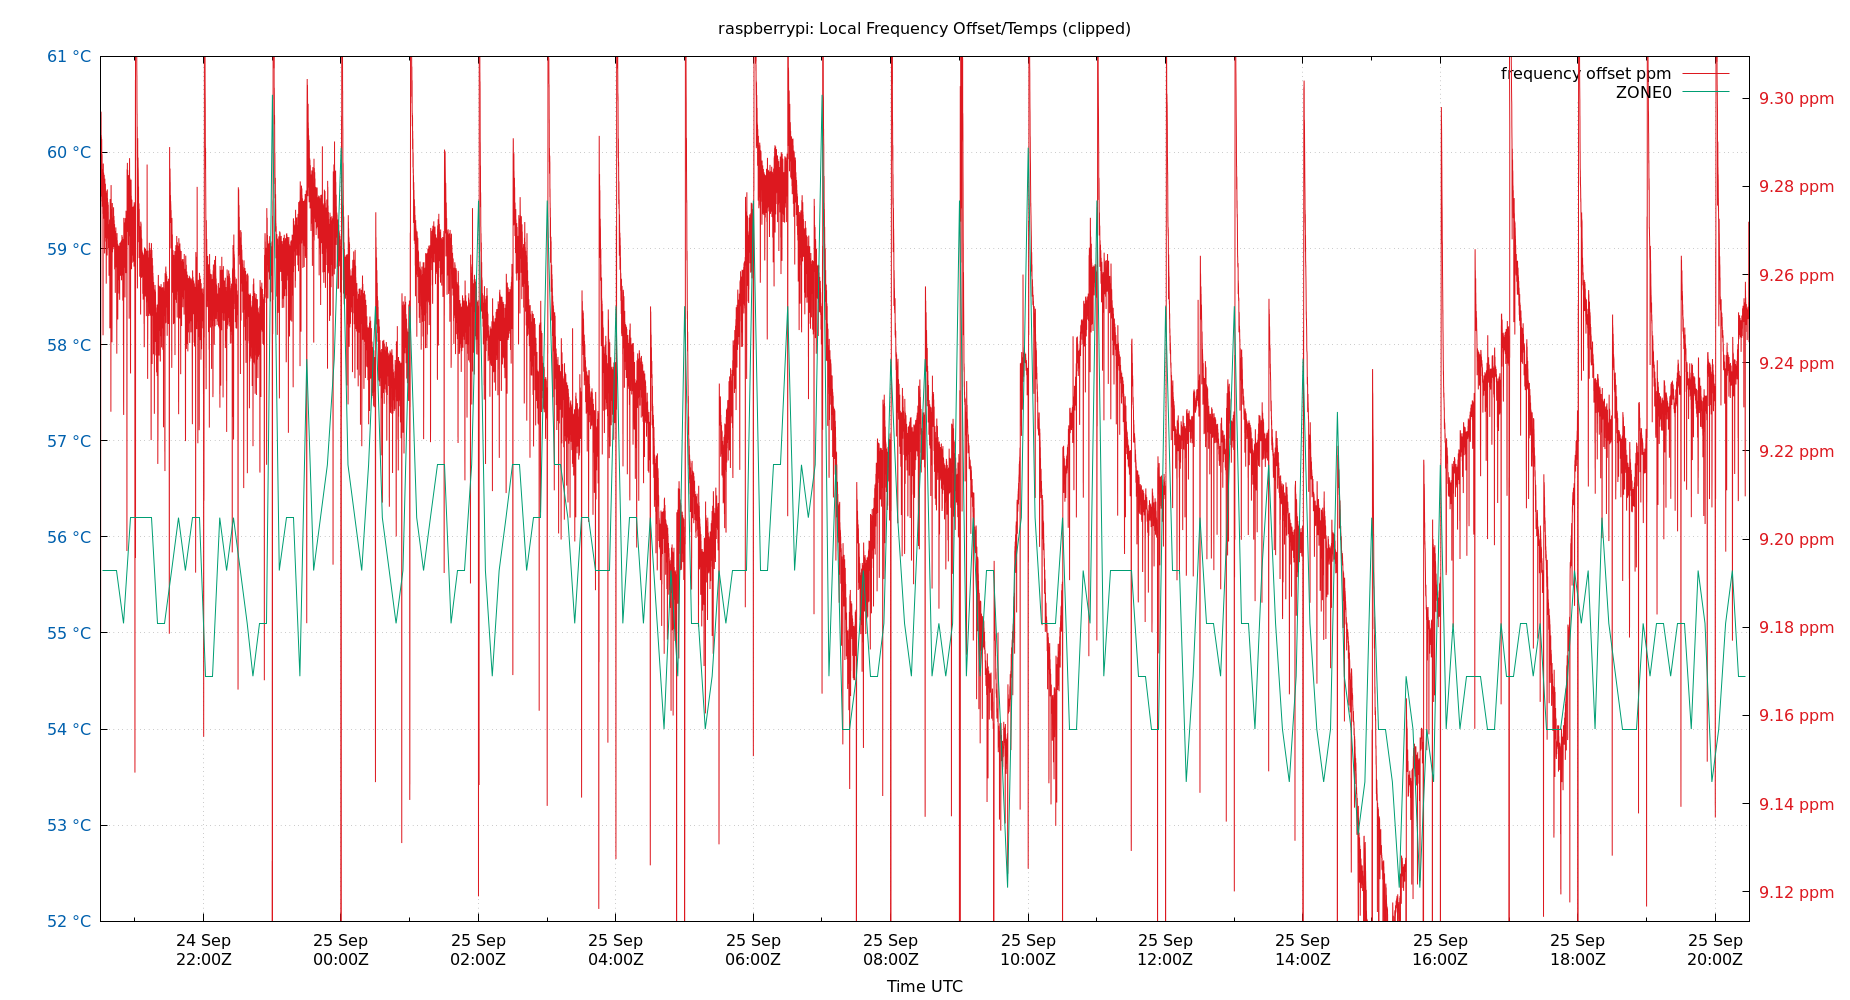 raspberrypi: Local Frequency Offset/Temps (clipped)
61 °C
60 °C
59 °C
58 °C
57 °C
56 °C
55 °C
54 °C
53 °C
52 °C
frequency offset ppm
ZONE0
9.30 ppm
9.28 ppm
9.26 ppm
9.24 ppm
9.22 ppm
9.20 ppm
9.18 ppm
9.16 ppm
9.14 ppm
9.12 ppm
24 Sep
22:00Z
25 Sep
00:00Z
25 Sep
02:00Z
25 Sep
04:00Z
25 Sep
06:00Z
25 Sep
08:00Z
25 Sep
10:00Z
25 Sep
12:00Z
25 Sep
14:00Z
25 Sep
16:00Z
25 Sep
18:00Z
25 Sep
20:00Z
Time UTC